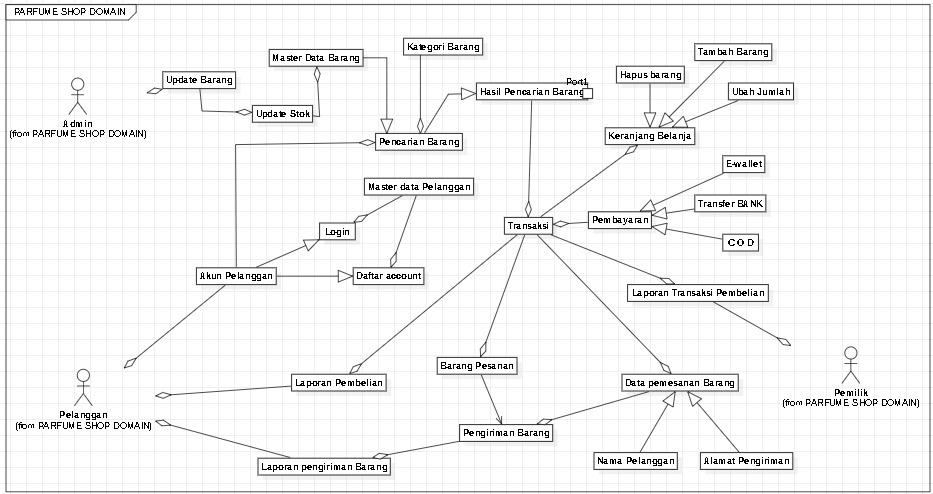 PARFUME SHOP DOMAIN
Kategori Barang
Tambah Barang
Master Data Barang
Hapus barang
Update Barang
Port1
Hasil Pencarian Barang
Ubah Jumlah
Update Stok
Admin
(from PARFUME SHOP DOMAIN)
Pencarian Barang
Keranjang Belanja
E-wallet
Master data Pelanggan
Transfer BANK
Login
Transaksi
Pembayaran
C O D
Akun Pelanggan
Daftar account
Laporan Transaksi Pembelian
Barang Pesanan
Laporan Pembelian
Data pemesanan Barang
Pemilik
(from PARFUME SHOP DOMAIN)
Pelanggan
(from PARFUME SHOP DOMAIN)
Pengiriman Barang
Nama Pelanggan
Alamat Pengiriman
Laporan pengiriman Barang